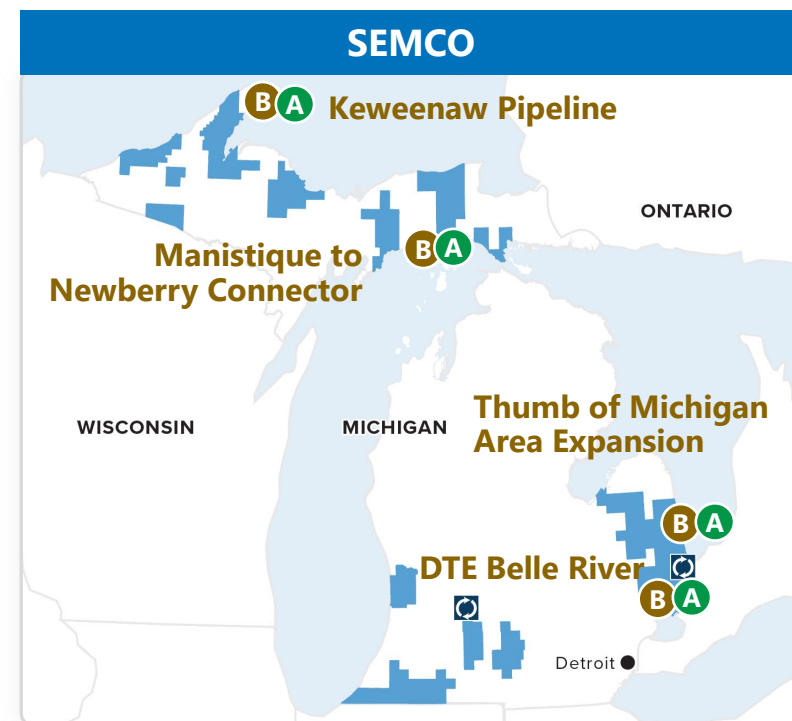 SEMCO
B A Keweenaw Pipeline
ONTARIO
Manistique to
Newberry Connector
B A
WISCONSIN
MICHIGAN
Thumb of Michigan
Area Expansion
B A
DTE Belle River
B A
Detroit